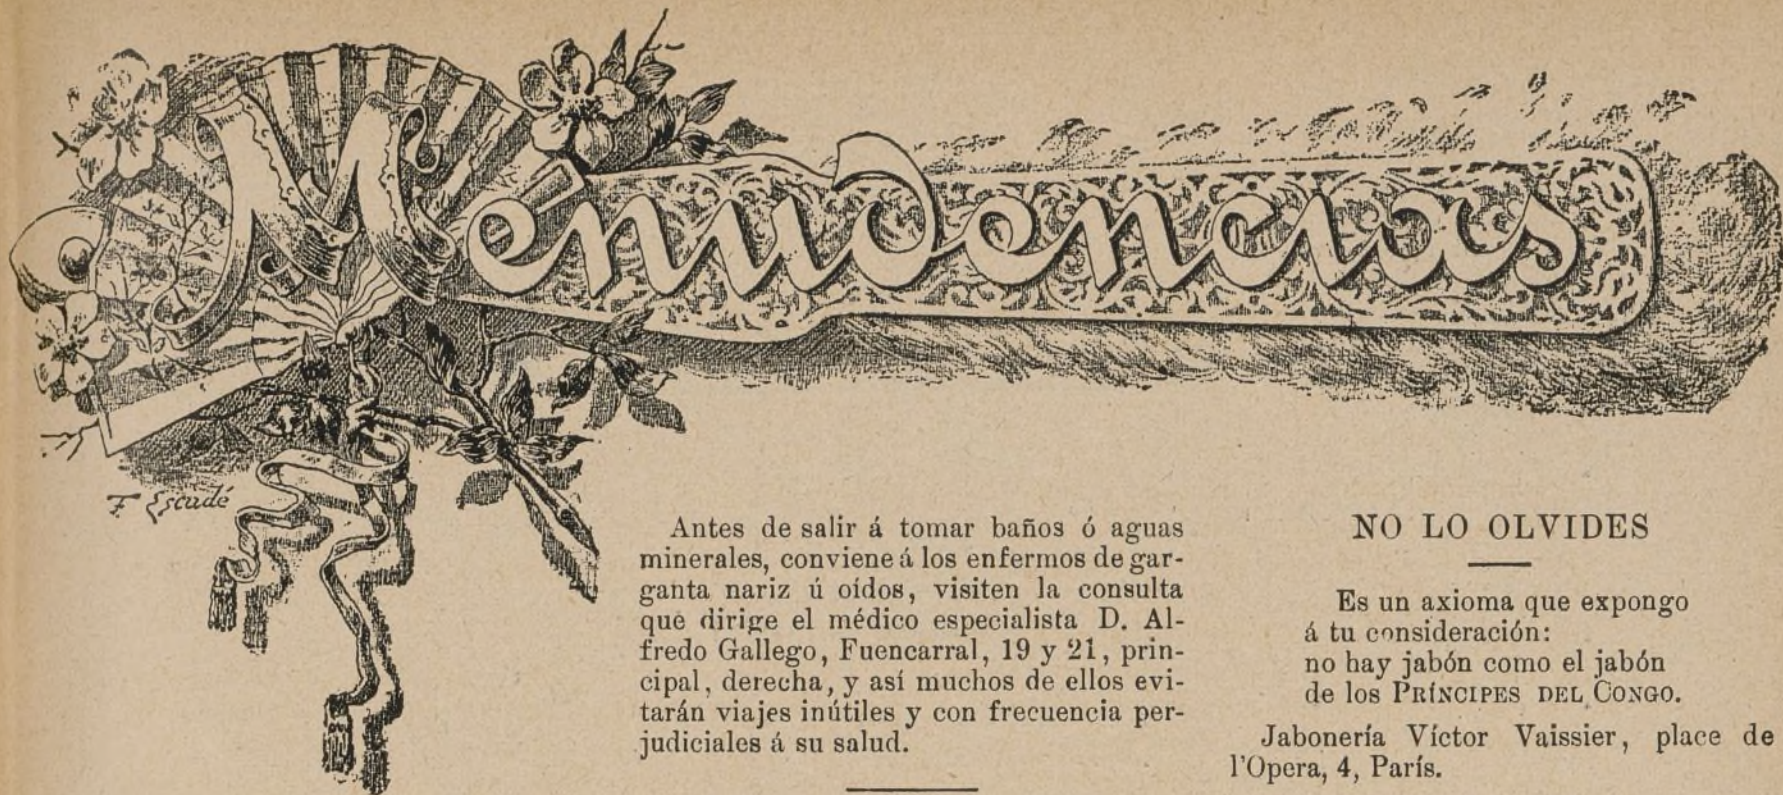 Menudencias
F. Escudé
Antes de salir á tomar baños ó aguas
minerales, conviene á los enfermos de gar-
ganta nariz ú oídos, visiten la consulta
que dirige el médico especialista D. Al-
fredo Gallego, Fuencarral, 19 y 21, prin-
cipal, derecha, y así muchos de ellos evi-
tarán viajes inútiles y con frecuencia per-
judiciales á su salud.
NO LO OLVIDES
Es un axioma que expongo
á tu consideración:
no hay jabón como el jabón
de los PRÍNCIPES DEL CONGO.
Jabonería Víctor Vaissier, place de
l'Opera, 4, París.